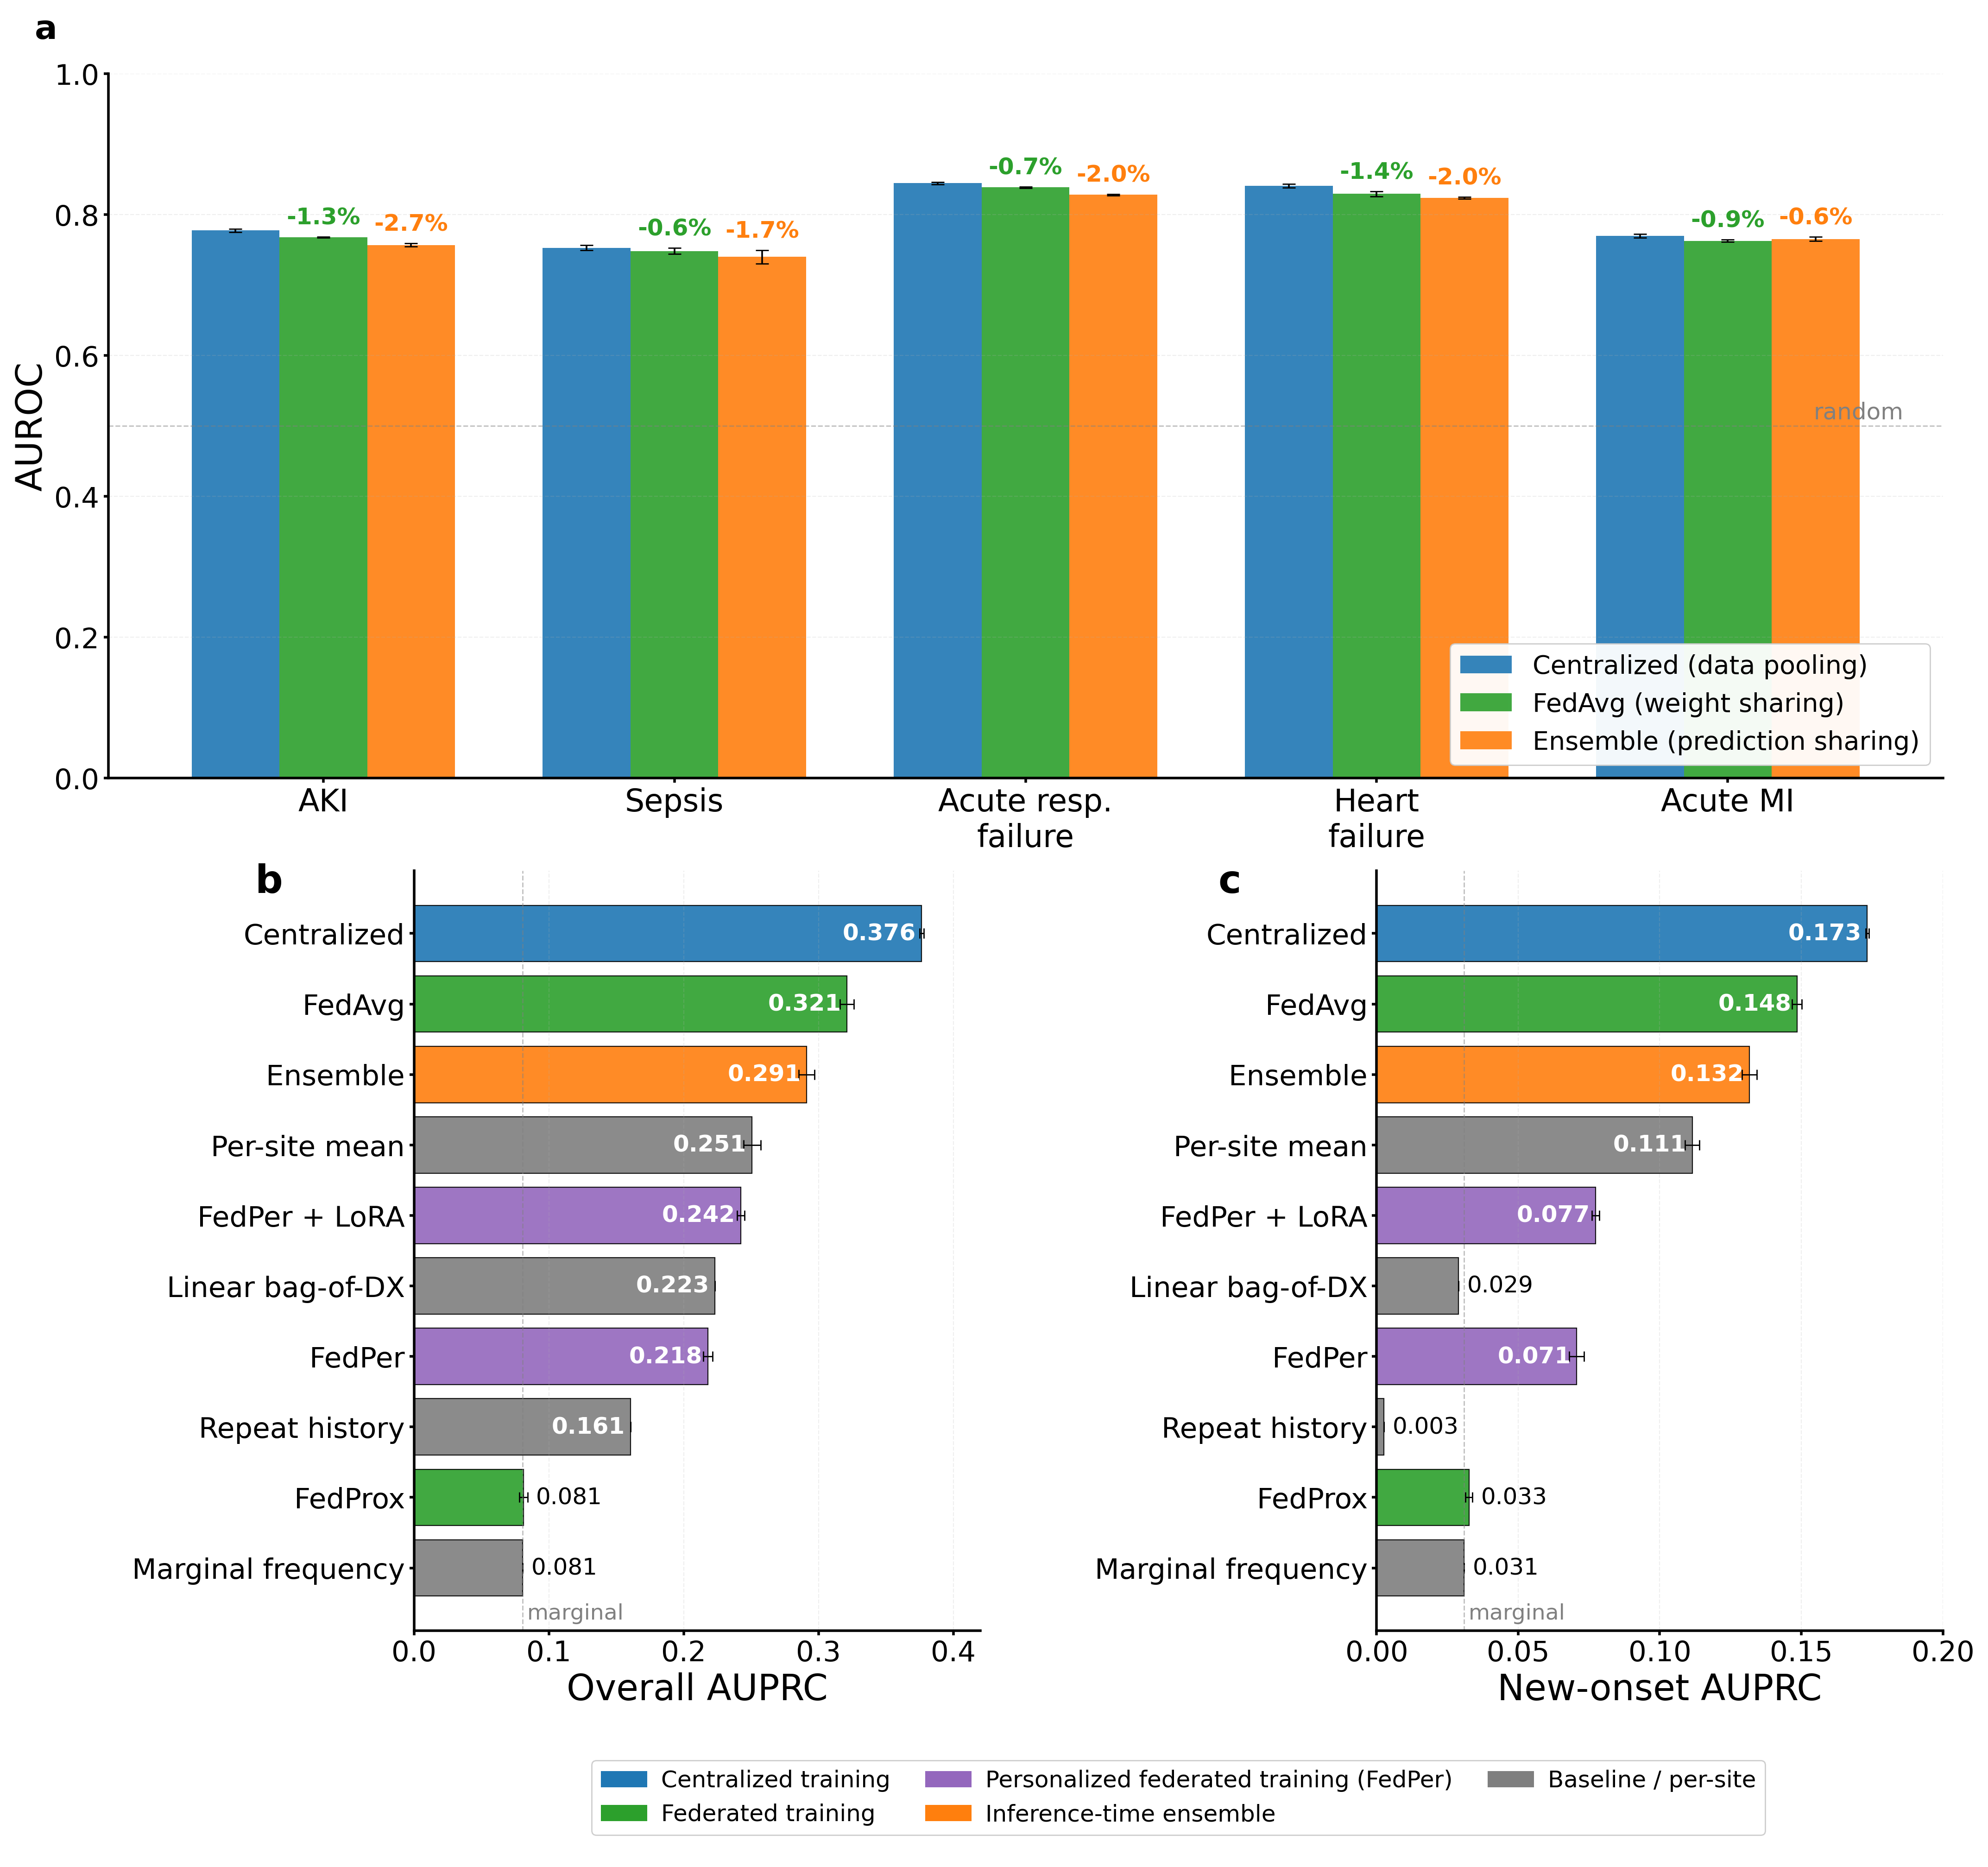 a
1.0
0.8
0.6
0.4
0.2
0.0
AUROC
-1.3%
-2.7%
-0.6%
-1.7%
-0.7%
-2.0%
-1.4%
-2.0%
-0.9%
-0.6%
random
Centralized (data pooling)
FedAvg (weight sharing)
Ensemble (prediction sharing)
AKI
Sepsis
Acute resp.
failure
Heart
failure
Acute MI
b
Centralized
0.376
FedAvg
0.321
Ensemble
0.291
Per-site mean
0.251
FedPer + LoRA
0.242
Linear bag-of-DX
0.223
FedPer
0.218
Repeat history
0.161
FedProx
0.081
Marginal frequency
0.081
marginal
0.0
0.1
0.2
0.3
0.4
Overall AUPRC
c
Centralized
0.173
FedAvg
0.148
Ensemble
0.132
Per-site mean
0.111
FedPer + LoRA
0.077
Linear bag-of-DX
0.029
FedPer
0.071
Repeat history
0.003
FedProx
0.033
Marginal frequency
0.031
marginal
0.00
0.05
0.10
0.15
0.20
New-onset AUPRC
Centralized training
Federated training
Personalized federated training (FedPer)
Inference-time ensemble
Baseline / per-site